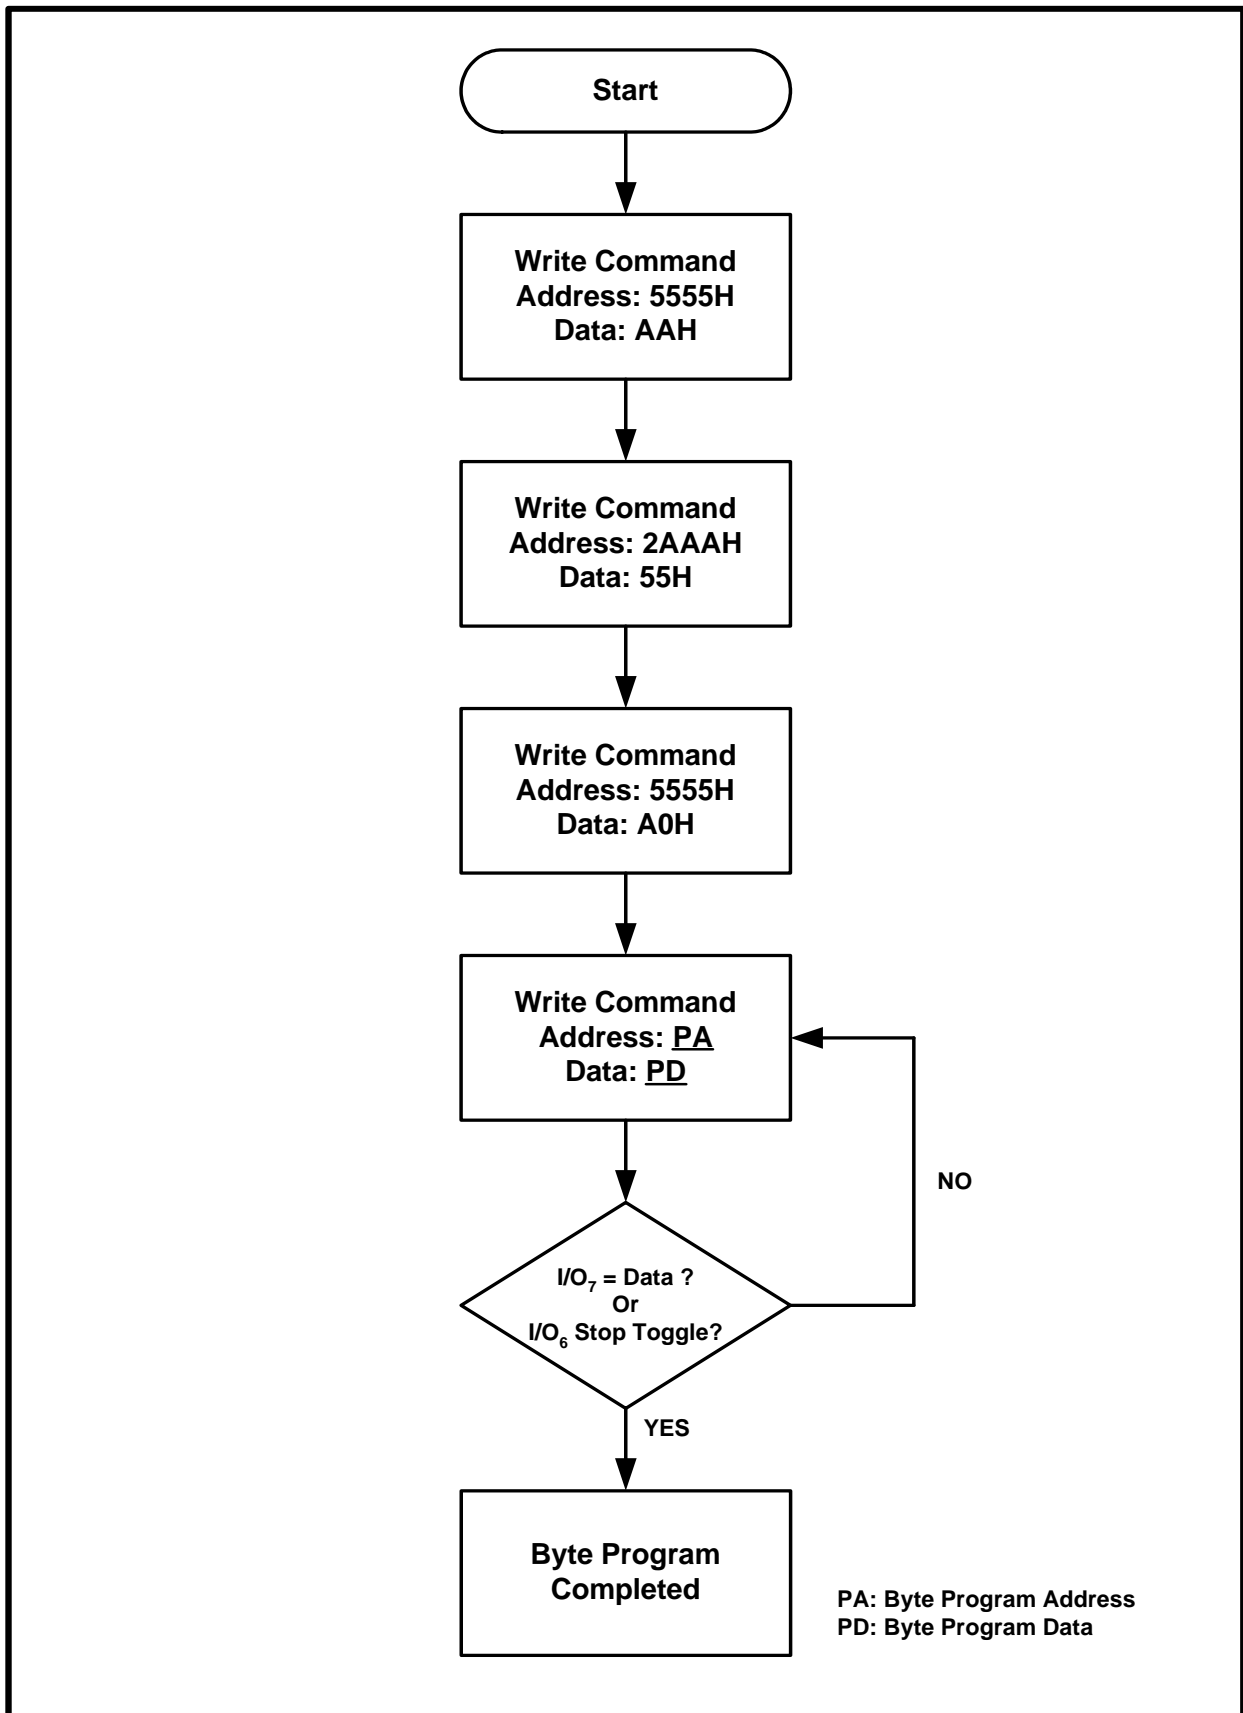 Start
Write Command
Address: 5555H
Data: AAH
Write Command
Address: 2AAAH
Data: 55H
Write Command
Address: 5555H
Data: A0H
Write Command
Address: PA
Data: PD
NO
I/O₇ = Data ?
Or
I/O₆ Stop Toggle?
YES
Byte Program
Completed
PA: Byte Program Address
PD: Byte Program Data